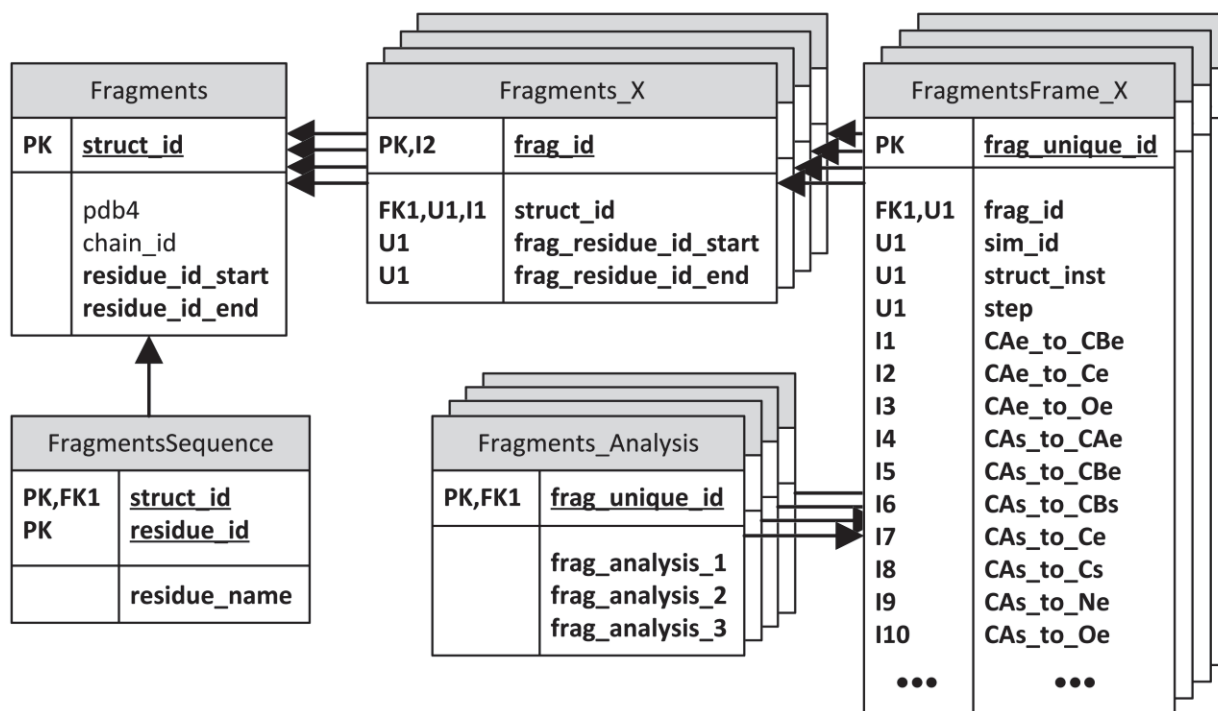 Fragments
PK struct_id
pdb4
chain_id
residue_id_start
residue_id_end
Fragments_X
PK,I2 frag_id
FK1,U1,I1 struct_id
U1 frag_residue_id_start
U1 frag_residue_id_end
FragmentsFrame_X
PK frag_unique_id
FK1,U1 frag_id
U1 sim_id
U1 struct_inst
U1 step
I1 CAe_to_CBe
I2 CAe_to_Ce
I3 CAe_to_Oe
I4 CAs_to_CAe
I5 CAs_to_CBe
I6 CAs_to_CBs
I7 CAs_to_Ce
I8 CAs_to_Cs
I9 CAs_to_Ne
I10 CAs_to_Oe
••• •••
FragmentsSequence
PK,FK1 struct_id
PK residue_id
residue_name
Fragments_Analysis
PK,FK1 frag_unique_id
frag_analysis_1
frag_analysis_2
frag_analysis_3